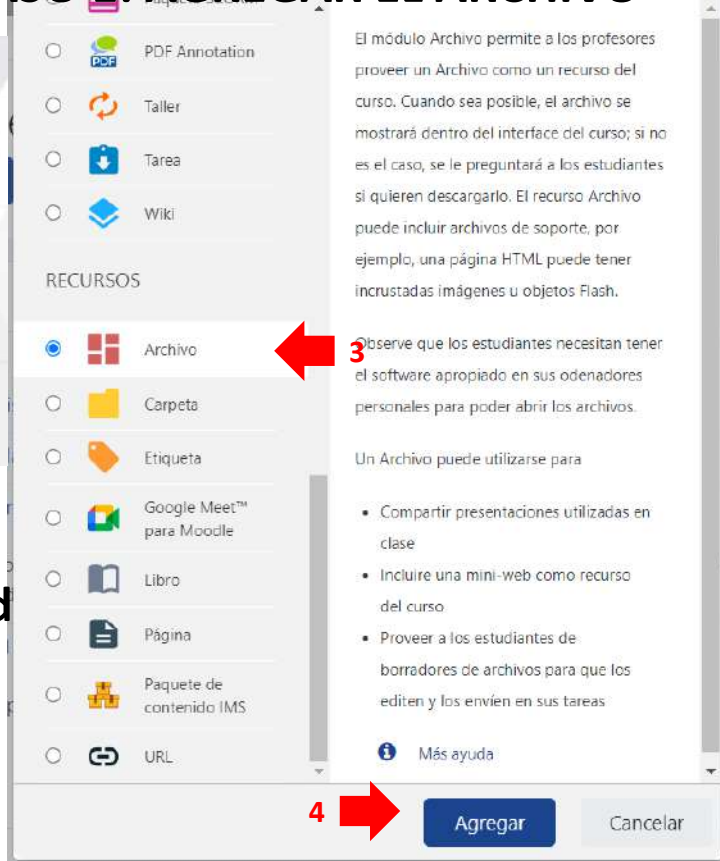 EL ARCHIVO
PDF Annotation
Taller
Tarea
Wiki
RECURSOS
Archivo
3
Carpeta
Etiqueta
Google Meet™
para Moodle
Libro
Página
Paquete de
contenido IMS
URL
El módulo Archivo permite a los profesores
proveer un Archivo como un recurso del
curso. Cuando sea posible, el archivo se
mostrará dentro del interface del curso; si no
es el caso, se le preguntará a los estudiantes
si quieren descargarlo. El recurso Archivo
puede incluir archivos de soporte, por
ejemplo, una página HTML puede tener
incrustadas imágenes u objetos Flash.
Observe que los estudiantes necesitan tener
el software apropiado en sus odenadores
personales para poder abrir los archivos.
Un Archivo puede utilizarse para
• Compartir presentaciones utilizadas en
clase
• Incluire una mini-web como recurso
del curso
• Proveer a los estudiantes de
borradores de archivos para que los
editen y los envíen en sus tareas
Más ayuda
4
Agregar
Cancelar